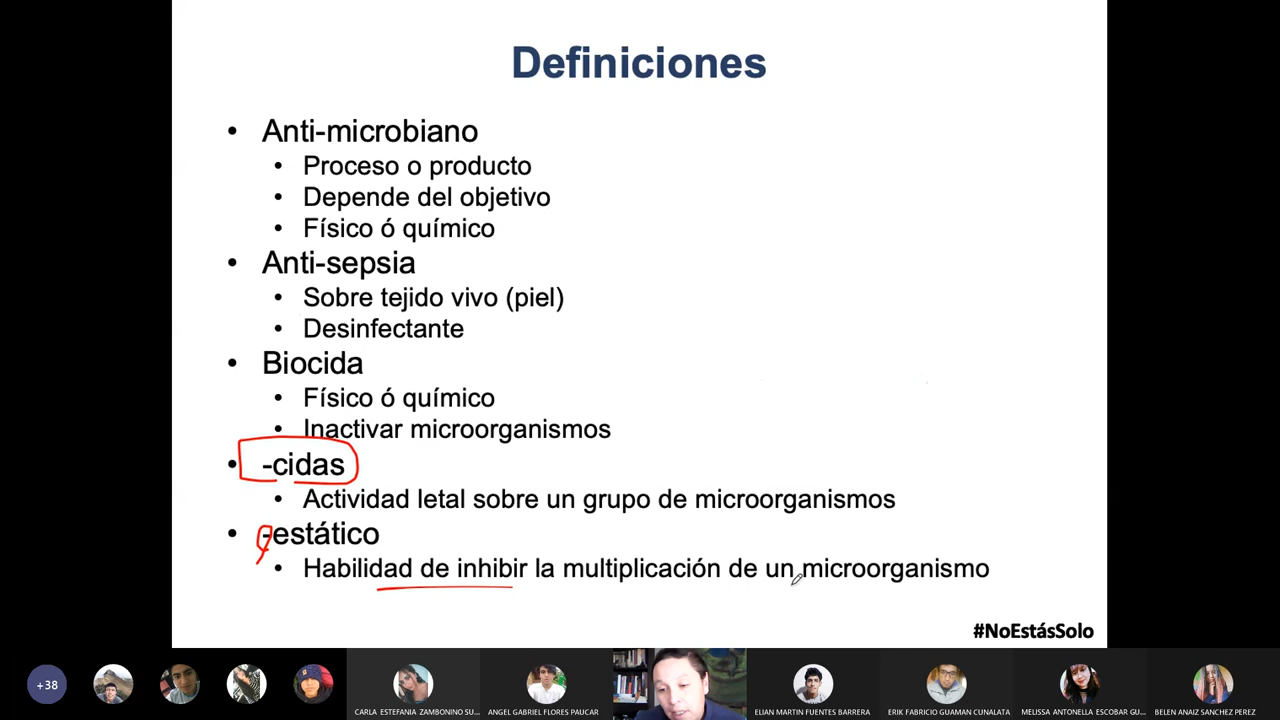 Definiciones
• Anti-microbiano
• Proceso o producto
• Depende del objetivo
• Físico ó químico
• Anti-sepsia
• Sobre tejido vivo (piel)
• Desinfectante
• Biocida
• Físico ó químico
• Inactivar microorganismos
• -cidas
• Actividad letal sobre un grupo de microorganismos
• -estático
• Habilidad de inhibir la multiplicación de un microorganismo
#NoEstásSolo
+38
CARLA ESTEFANIA ZAMBONINO SU...
ANGEL GABRIEL FLORES PAUCAR
ELIAN MARTIN FUENTES BARRERA
ERIK FABRICIO GUAMAN CUNALATA
MELISSA ANTONELLA ESCOBAR GU...
BELEN ANAIZ SANCHEZ PEREZ